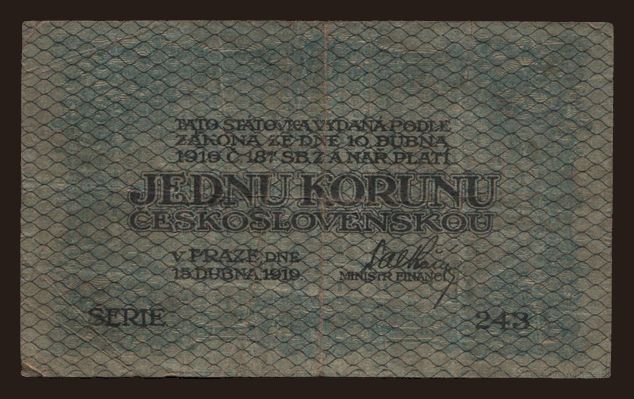 TATO STÁTOVKA VYDANÁ PODLE
ZÁKONA ZE DNE 10 DUBNA
1919 Č. 187 SB. Z. A NAŘ. PLATÍ
JEDNU KORUNU
ČESKOSLOVENSKOU
V PRAZE DNE
15. DUBNA 1919.
MINISTR FINANCÍ
SERIE 243